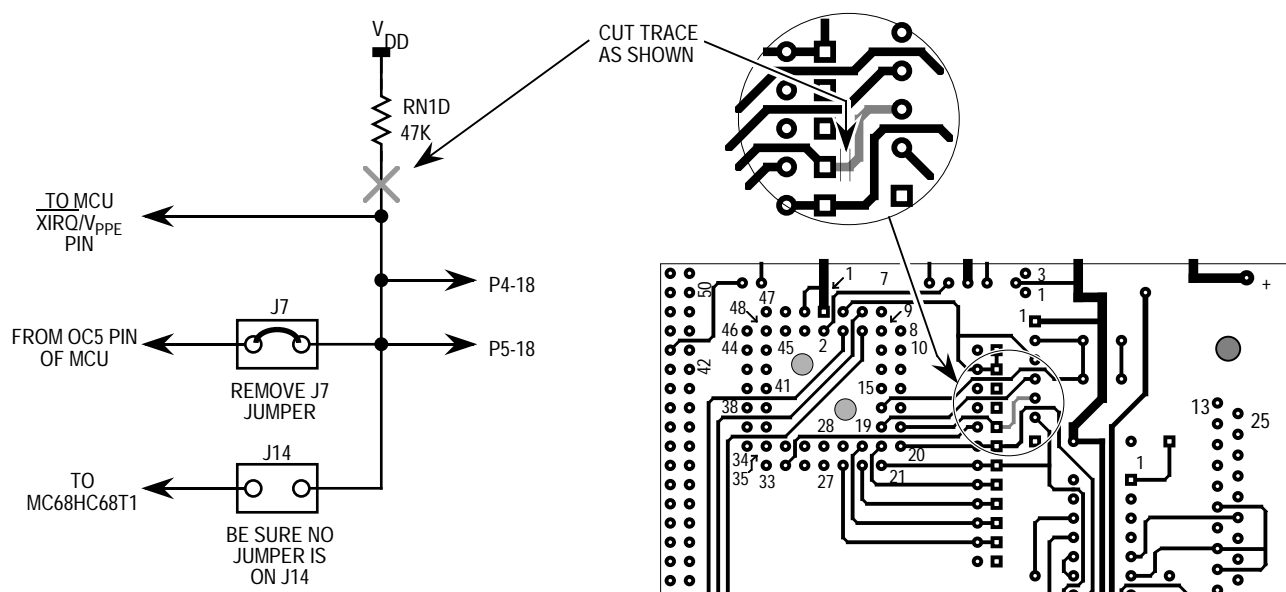 V
DD
RN1D
47K
CUT TRACE
AS SHOWN
TO MCU
XIRQ/VPPE
PIN
P4-18
J7
FROM OC5 PIN
OF MCU
P5-18
REMOVE J7
JUMPER
J14
TO
MC68HC68T1
BE SURE NO
JUMPER IS
ON J14
50
47
1
7
3
+
48
9
1
46
45
2
8
1
44
10
42
41
15
38
13
28
19
25
34
20
35
33
27
21
1